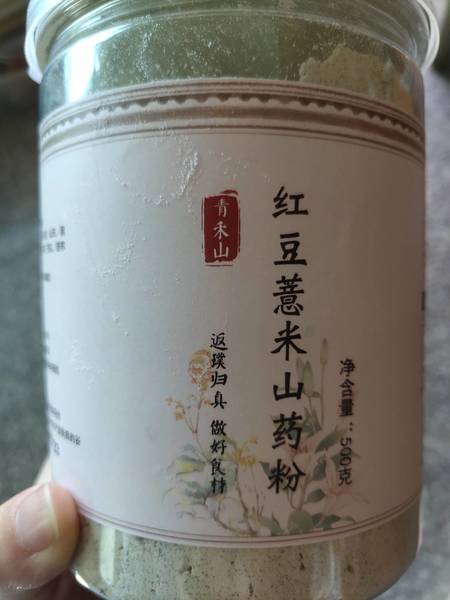 红豆薏米山药粉
青禾山
返璞归真 做好食材
净含量：500克